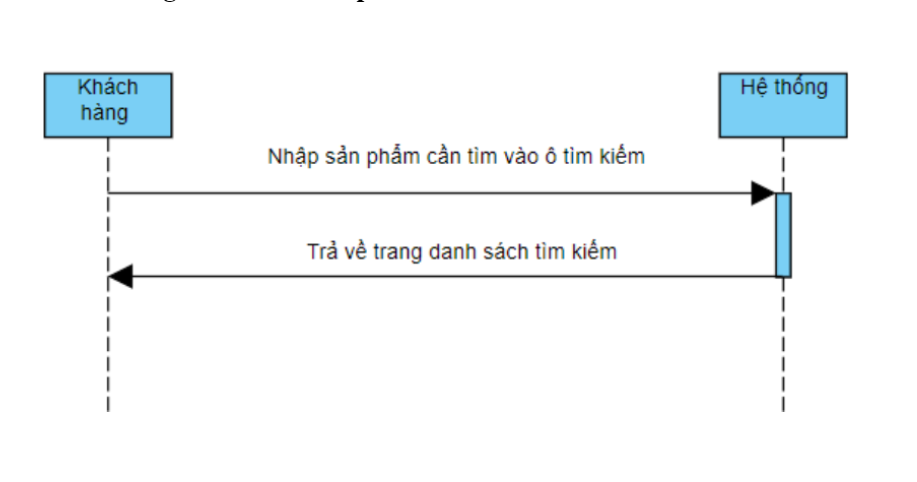 Khách
hàng
Hệ thống
Nhập sản phẩm cần tìm vào ô tìm kiếm
Trả về trang danh sách tìm kiếm